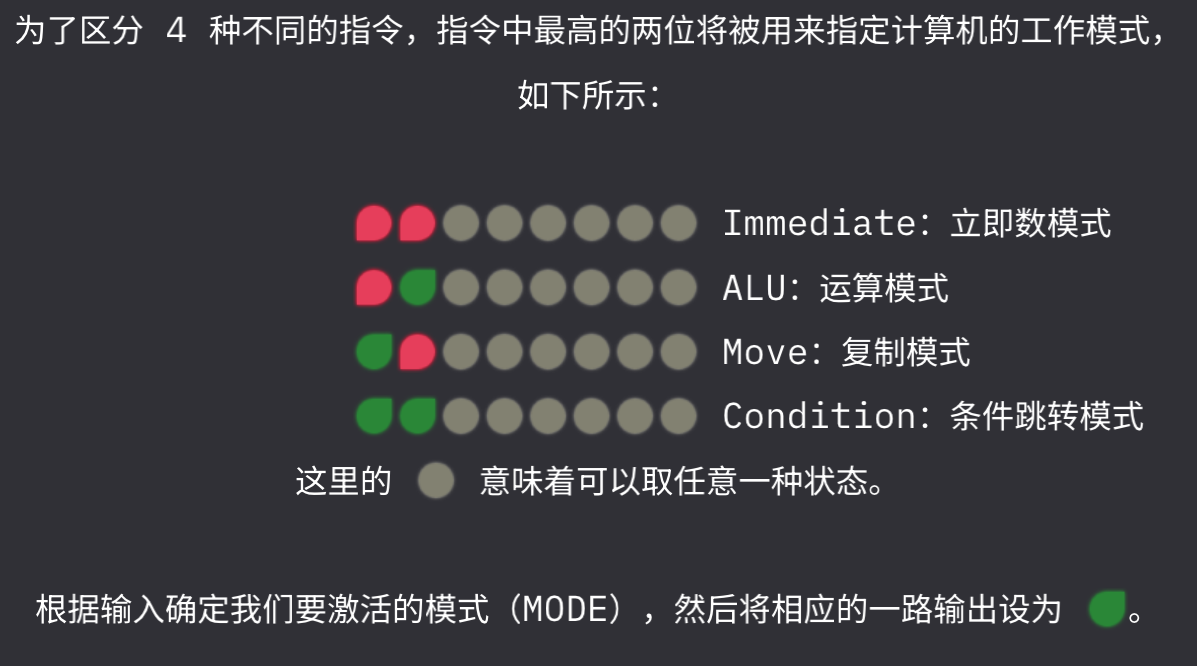 为了区分 4 种不同的指令，指令中最高的两位将被用来指定计算机的工作模式，
如下所示：
Immediate：立即数模式
ALU：运算模式
Move：复制模式
Condition：条件跳转模式
这里的 意味着可以取任意一种状态。
根据输入确定我们要激活的模式（MODE），然后将相应的一路输出设为 。